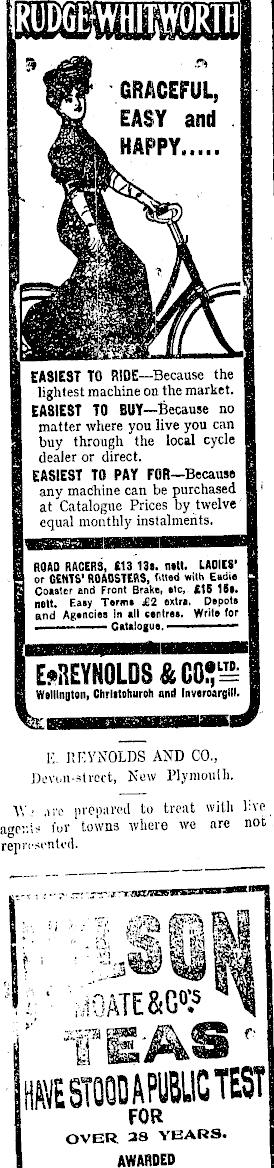 RUDGE-WHITWORTH
GRACEFUL,
EASY and
HAPPY.....
EASIEST TO RIDE—Because the
lightest machine on the market.
EASIEST TO BUY—Because no
matter where you live you can
buy through the local cycle
dealer or direct.
EASIEST TO PAY FOR—Because
any machine can be purchased
at Catalogue Prices by twelve
equal monthly instalments.
ROAD RACERS, £13 13s. nett. LADIES'
or GENTS' ROADSTERS, fitted with Eadie
Coaster and Front Brake, etc, £15 15s.
nett. Easy Terms £2 extra. Depots
and Agencies in all centres. Write for
Catalogue.
E. REYNOLDS & CO., LTD.
Wellington, Christchurch and Invercargill.
E. REYNOLDS AND CO.,
Devon-street, New Plymouth.
We are prepared to treat with live
agents for towns where we are not
represented.
NELSON
MOATE & CO'S
TEAS
HAVE STOOD A PUBLIC TEST
FOR
OVER 28 YEARS.
AWARDED